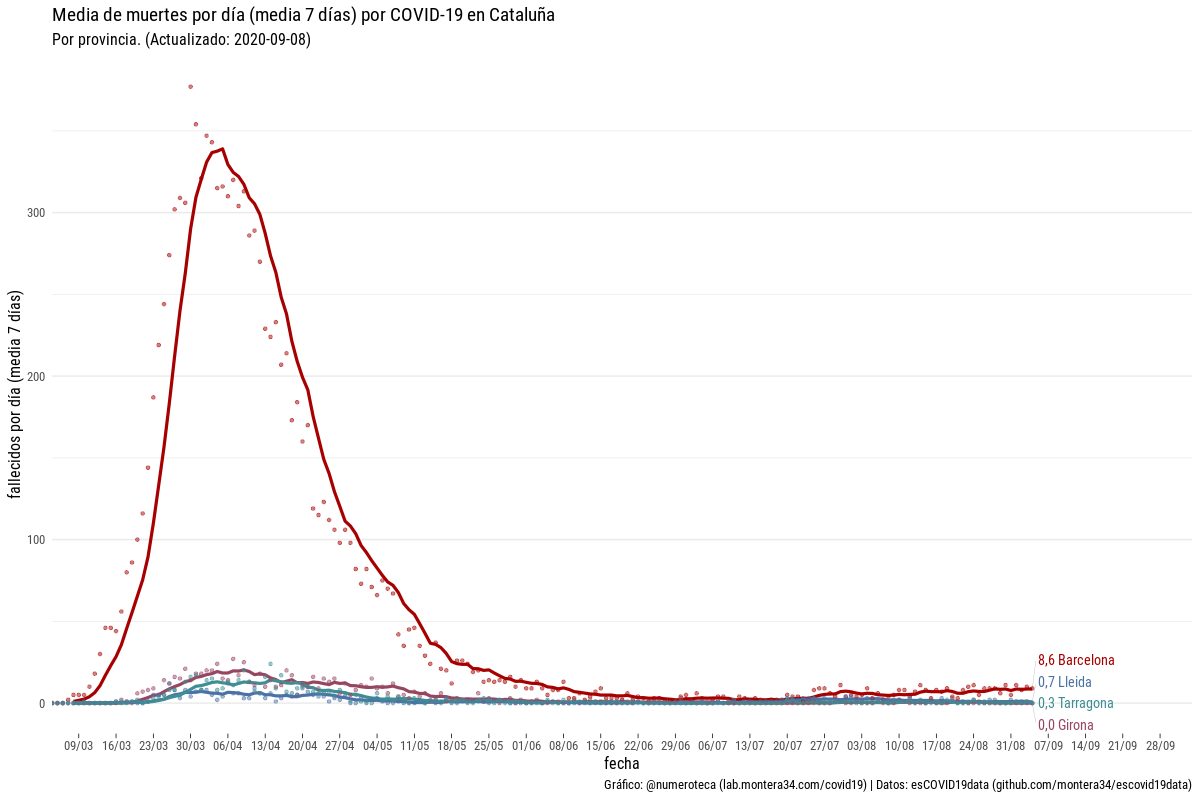 Media de muertes por día (media 7 días) por COVID-19 en Cataluña
Por provincia. (Actualizado: 2020-09-08)
fallecidos por día (media 7 días)
300
200
100
0
8,6 Barcelona
0,7 Lleida
0,3 Tarragona
0,0 Girona
09/03 16/03 23/03 30/03 06/04 13/04 20/04 27/04 04/05 11/05 18/05 25/05 01/06 08/06 15/06 22/06 29/06 06/07 13/07 20/07 27/07 03/08 10/08 17/08 24/08 31/08 07/09 14/09 21/09 28/09
fecha
Gráfico: @numeroteca (lab.montera34.com/covid19) | Datos: esCOVID19data (github.com/montera34/escovid19data)